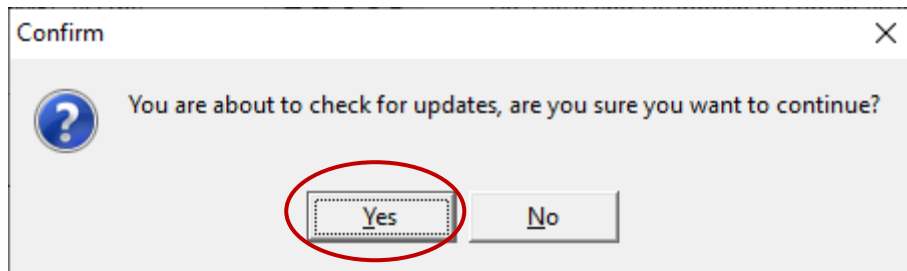 Confirm
You are about to check for updates, are you sure you want to continue?
Yes
No